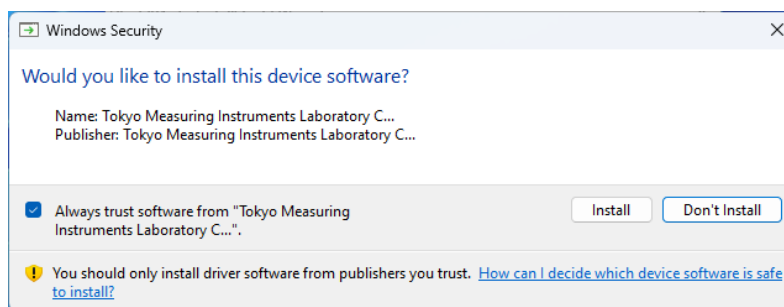 Windows Security
Would you like to install this device software?
Name: Tokyo Measuring Instruments Laboratory C...
Publisher: Tokyo Measuring Instruments Laboratory C...
Always trust software from "Tokyo Measuring
Instruments Laboratory C...".
Install
Don't Install
You should only install driver software from publishers you trust. How can I decide which device software is safe
to install?